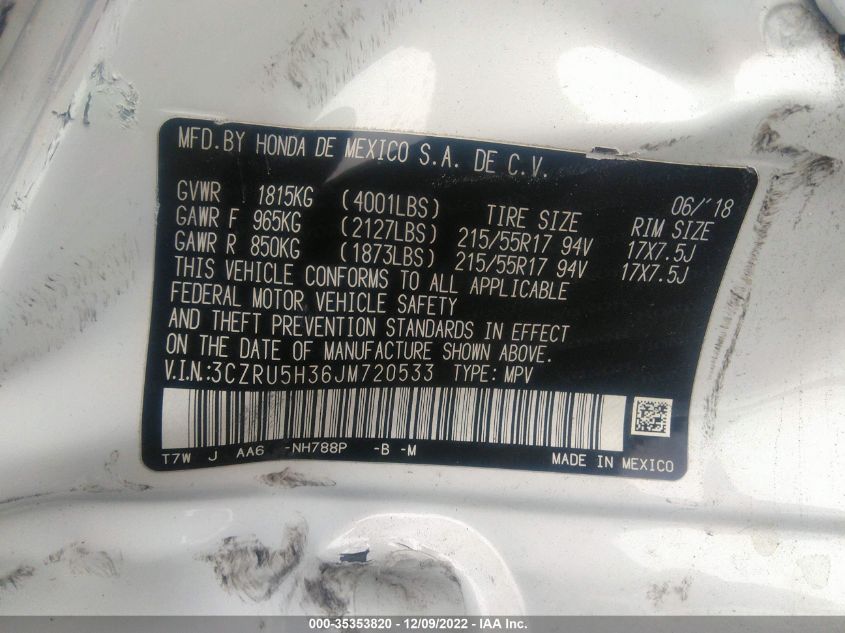 MFD.BY HONDA DE MEXICO S.A. DE C.V.
06/'18
GVWR 1815KG (4001LBS) TIRE SIZE RIM SIZE
GAWR F 965KG (2127LBS) 215/55R17 94V 17X7.5J
GAWR R 850KG (1873LBS) 215/55R17 94V 17X7.5J
THIS VEHICLE CONFORMS TO ALL APPLICABLE
FEDERAL MOTOR VEHICLE SAFETY
AND THEFT PREVENTION STANDARDS IN EFFECT
ON THE DATE OF MANUFACTURE SHOWN ABOVE.
V.I.N.:3CZRU5H36JM720533 TYPE: MPV
T7W J AA6 -NH788P -B -M MADE IN MEXICO
000-35353820 - 12/09/2022 - IAA Inc.